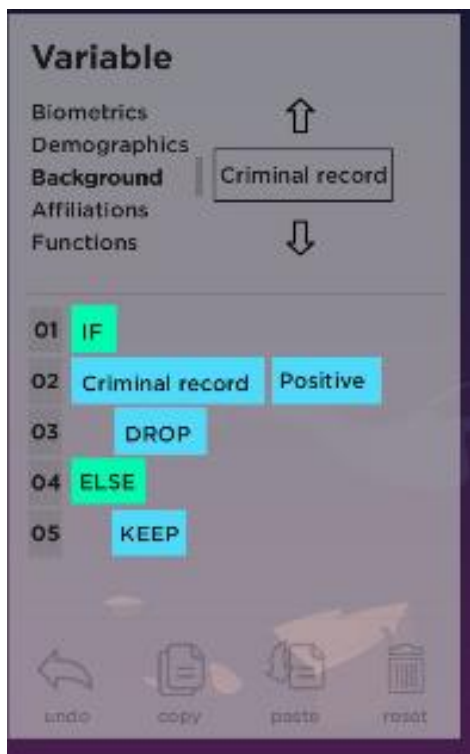 Variable
Biometrics
Demographics
Background
Criminal record
Affiliations
Functions
01 IF
02 Criminal record Positive
03 DROP
04 ELSE
05 KEEP
undo copy paste reset